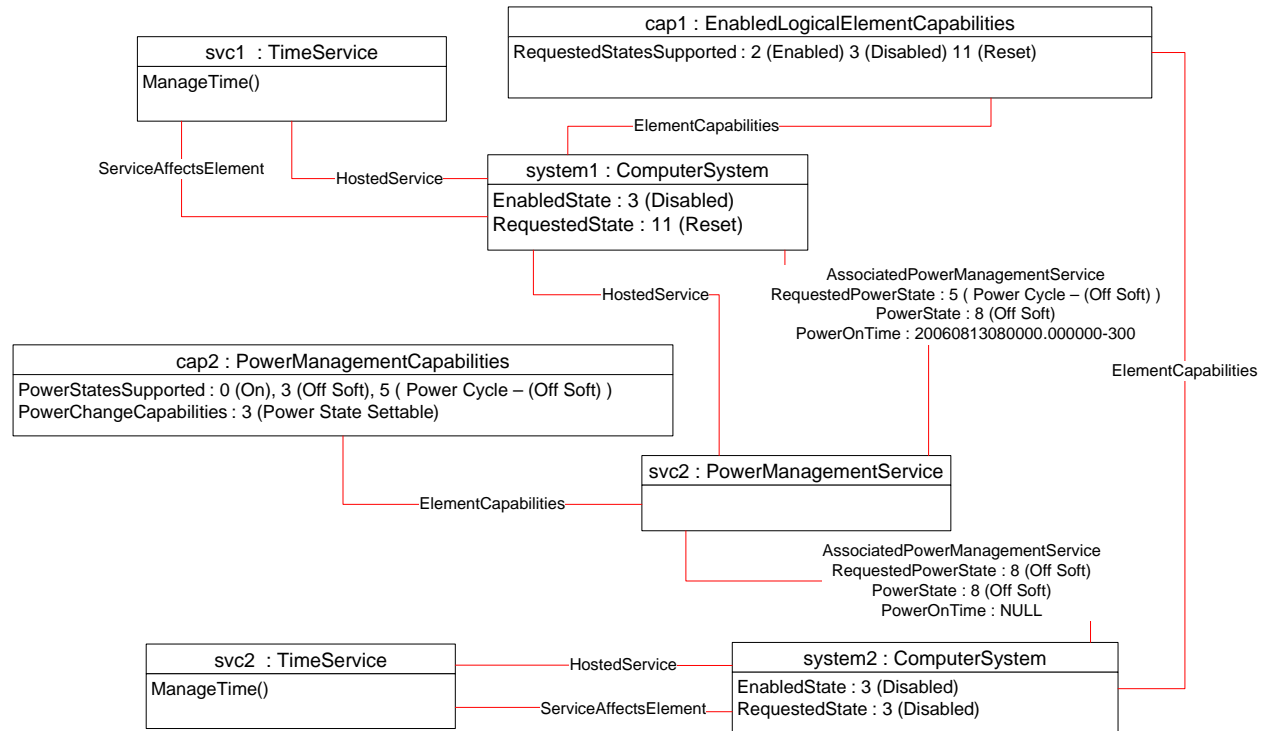 cap1 : EnabledLogicalElementCapabilities
RequestedStatesSupported : 2 (Enabled) 3 (Disabled) 11 (Reset)
svc1 : TimeService
ManageTime()
ElementCapabilities
ServiceAffectsElement
HostedService
system1 : ComputerSystem
EnabledState : 3 (Disabled)
RequestedState : 11 (Reset)
HostedService
AssociatedPowerManagementService
RequestedPowerState : 5 ( Power Cycle – (Off Soft) )
PowerState : 8 (Off Soft)
PowerOnTime : 20060813080000.000000-300
ElementCapabilities
cap2 : PowerManagementCapabilities
PowerStatesSupported : 0 (On), 3 (Off Soft), 5 ( Power Cycle – (Off Soft) )
PowerChangeCapabilities : 3 (Power State Settable)
svc2 : PowerManagementService
ElementCapabilities
AssociatedPowerManagementService
RequestedPowerState : 8 (Off Soft)
PowerState : 8 (Off Soft)
PowerOnTime : NULL
svc2 : TimeService
ManageTime()
HostedService
ServiceAffectsElement
system2 : ComputerSystem
EnabledState : 3 (Disabled)
RequestedState : 3 (Disabled)